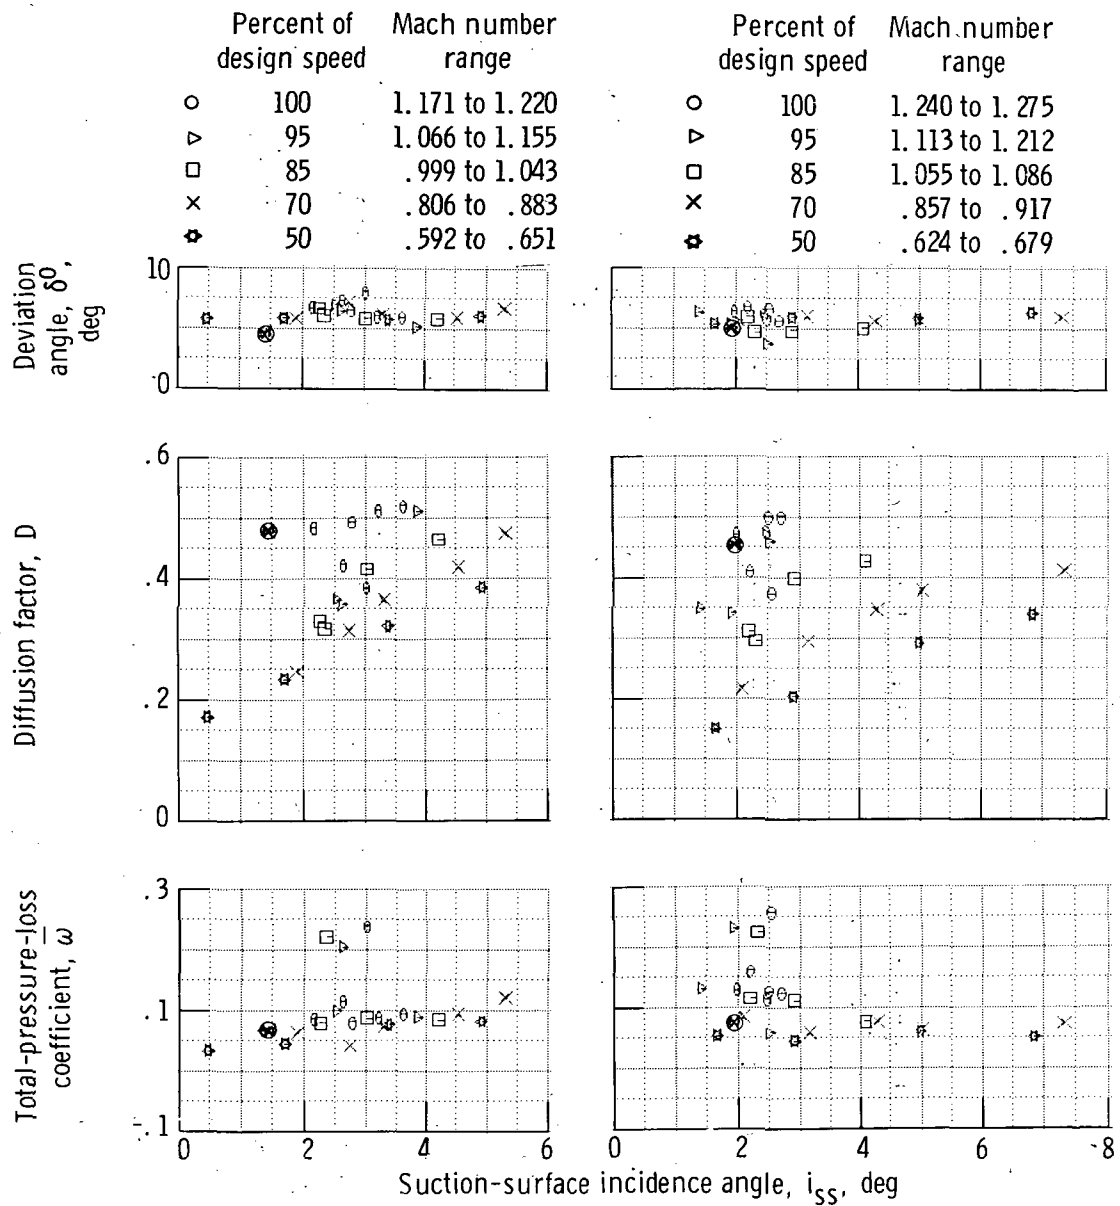 Percent of design speed Mach number range
100 1.171 to 1.220
95 1.066 to 1.155
85 .999 to 1.043
70 .806 to .883
50 .592 to .651
Percent of design speed Mach number range
100 1.240 to 1.275
95 1.113 to 1.212
85 1.055 to 1.086
70 .857 to .917
50 .624 to .679
Deviation angle, δ⁰, deg
10
0
Diffusion factor, D
.6
.4
.2
0
Total-pressure-loss coefficient, ω̅
.3
.1
-.1
0 2 4 6
0 2 4 6 8
Suction-surface incidence angle, i_ss, deg